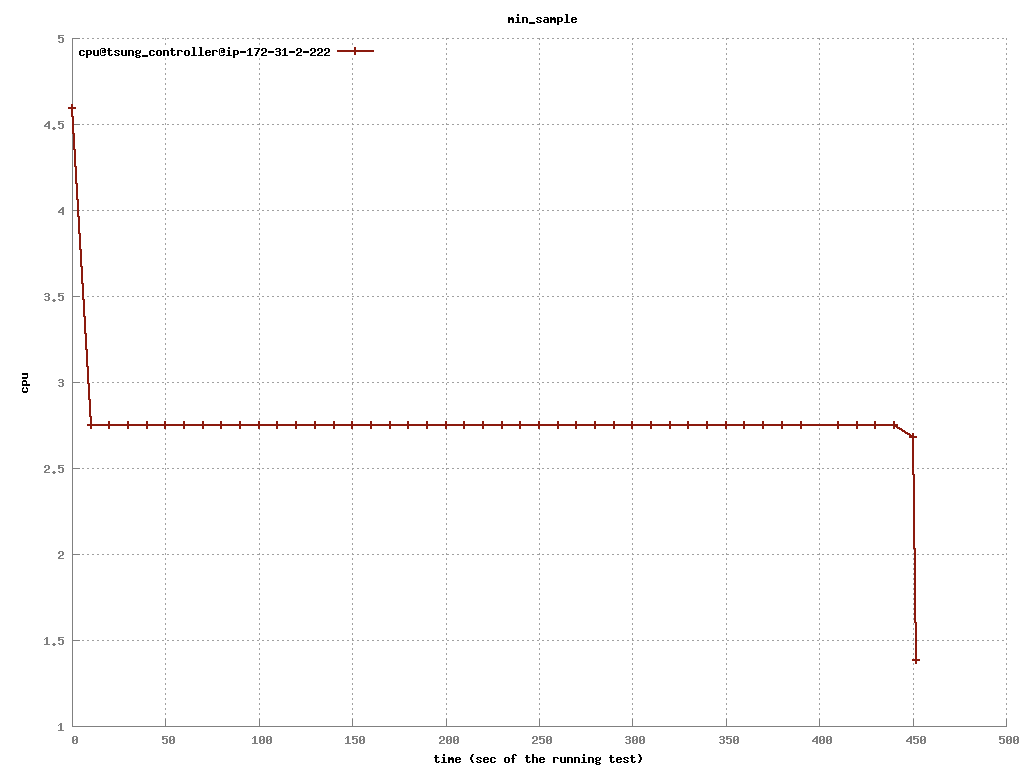 min_sample
cpu@tsung_controller@ip-172-31-2-222
5
4.5
4
3.5
3
2.5
2
1.5
1
cpu
0 50 100 150 200 250 300 350 400 450 500
time (sec of the running test)